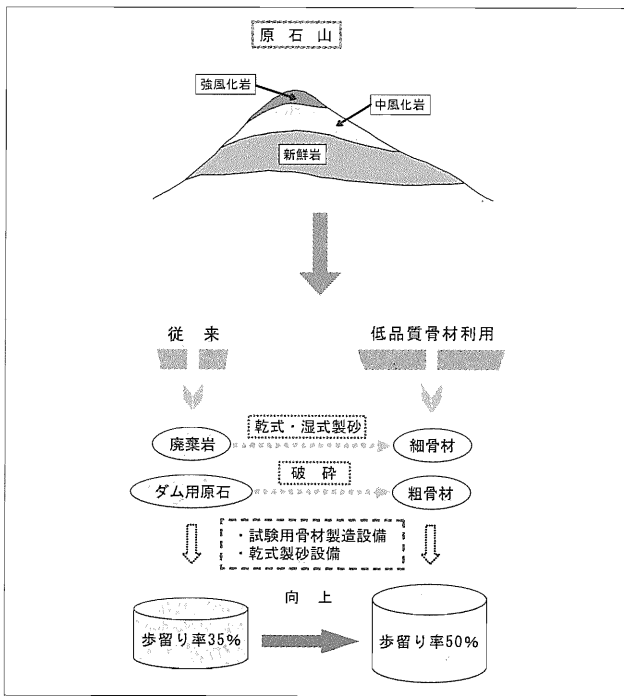 原石山
強風化岩
中風化岩
新鮮岩
従来
低品質骨材利用
乾式・湿式製砂
廃棄岩
細骨材
破砕
ダム用原石
粗骨材
・試験用骨材製造設備
・乾式製砂設備
向上
歩留り率35%
歩留り率50%